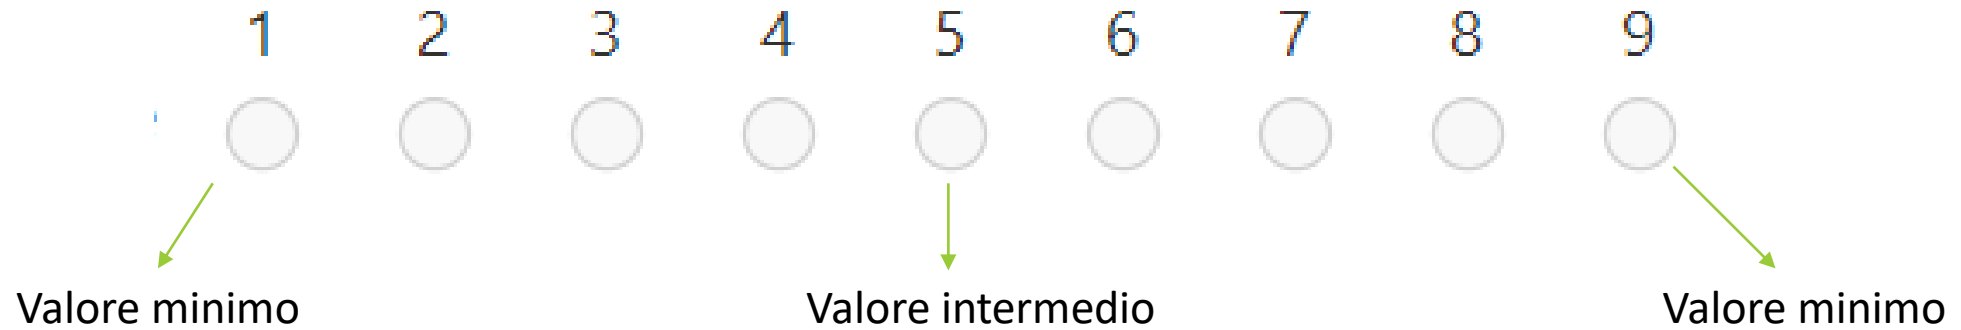 1 2 3 4 5 6 7 8 9
Valore minimo Valore intermedio Valore minimo